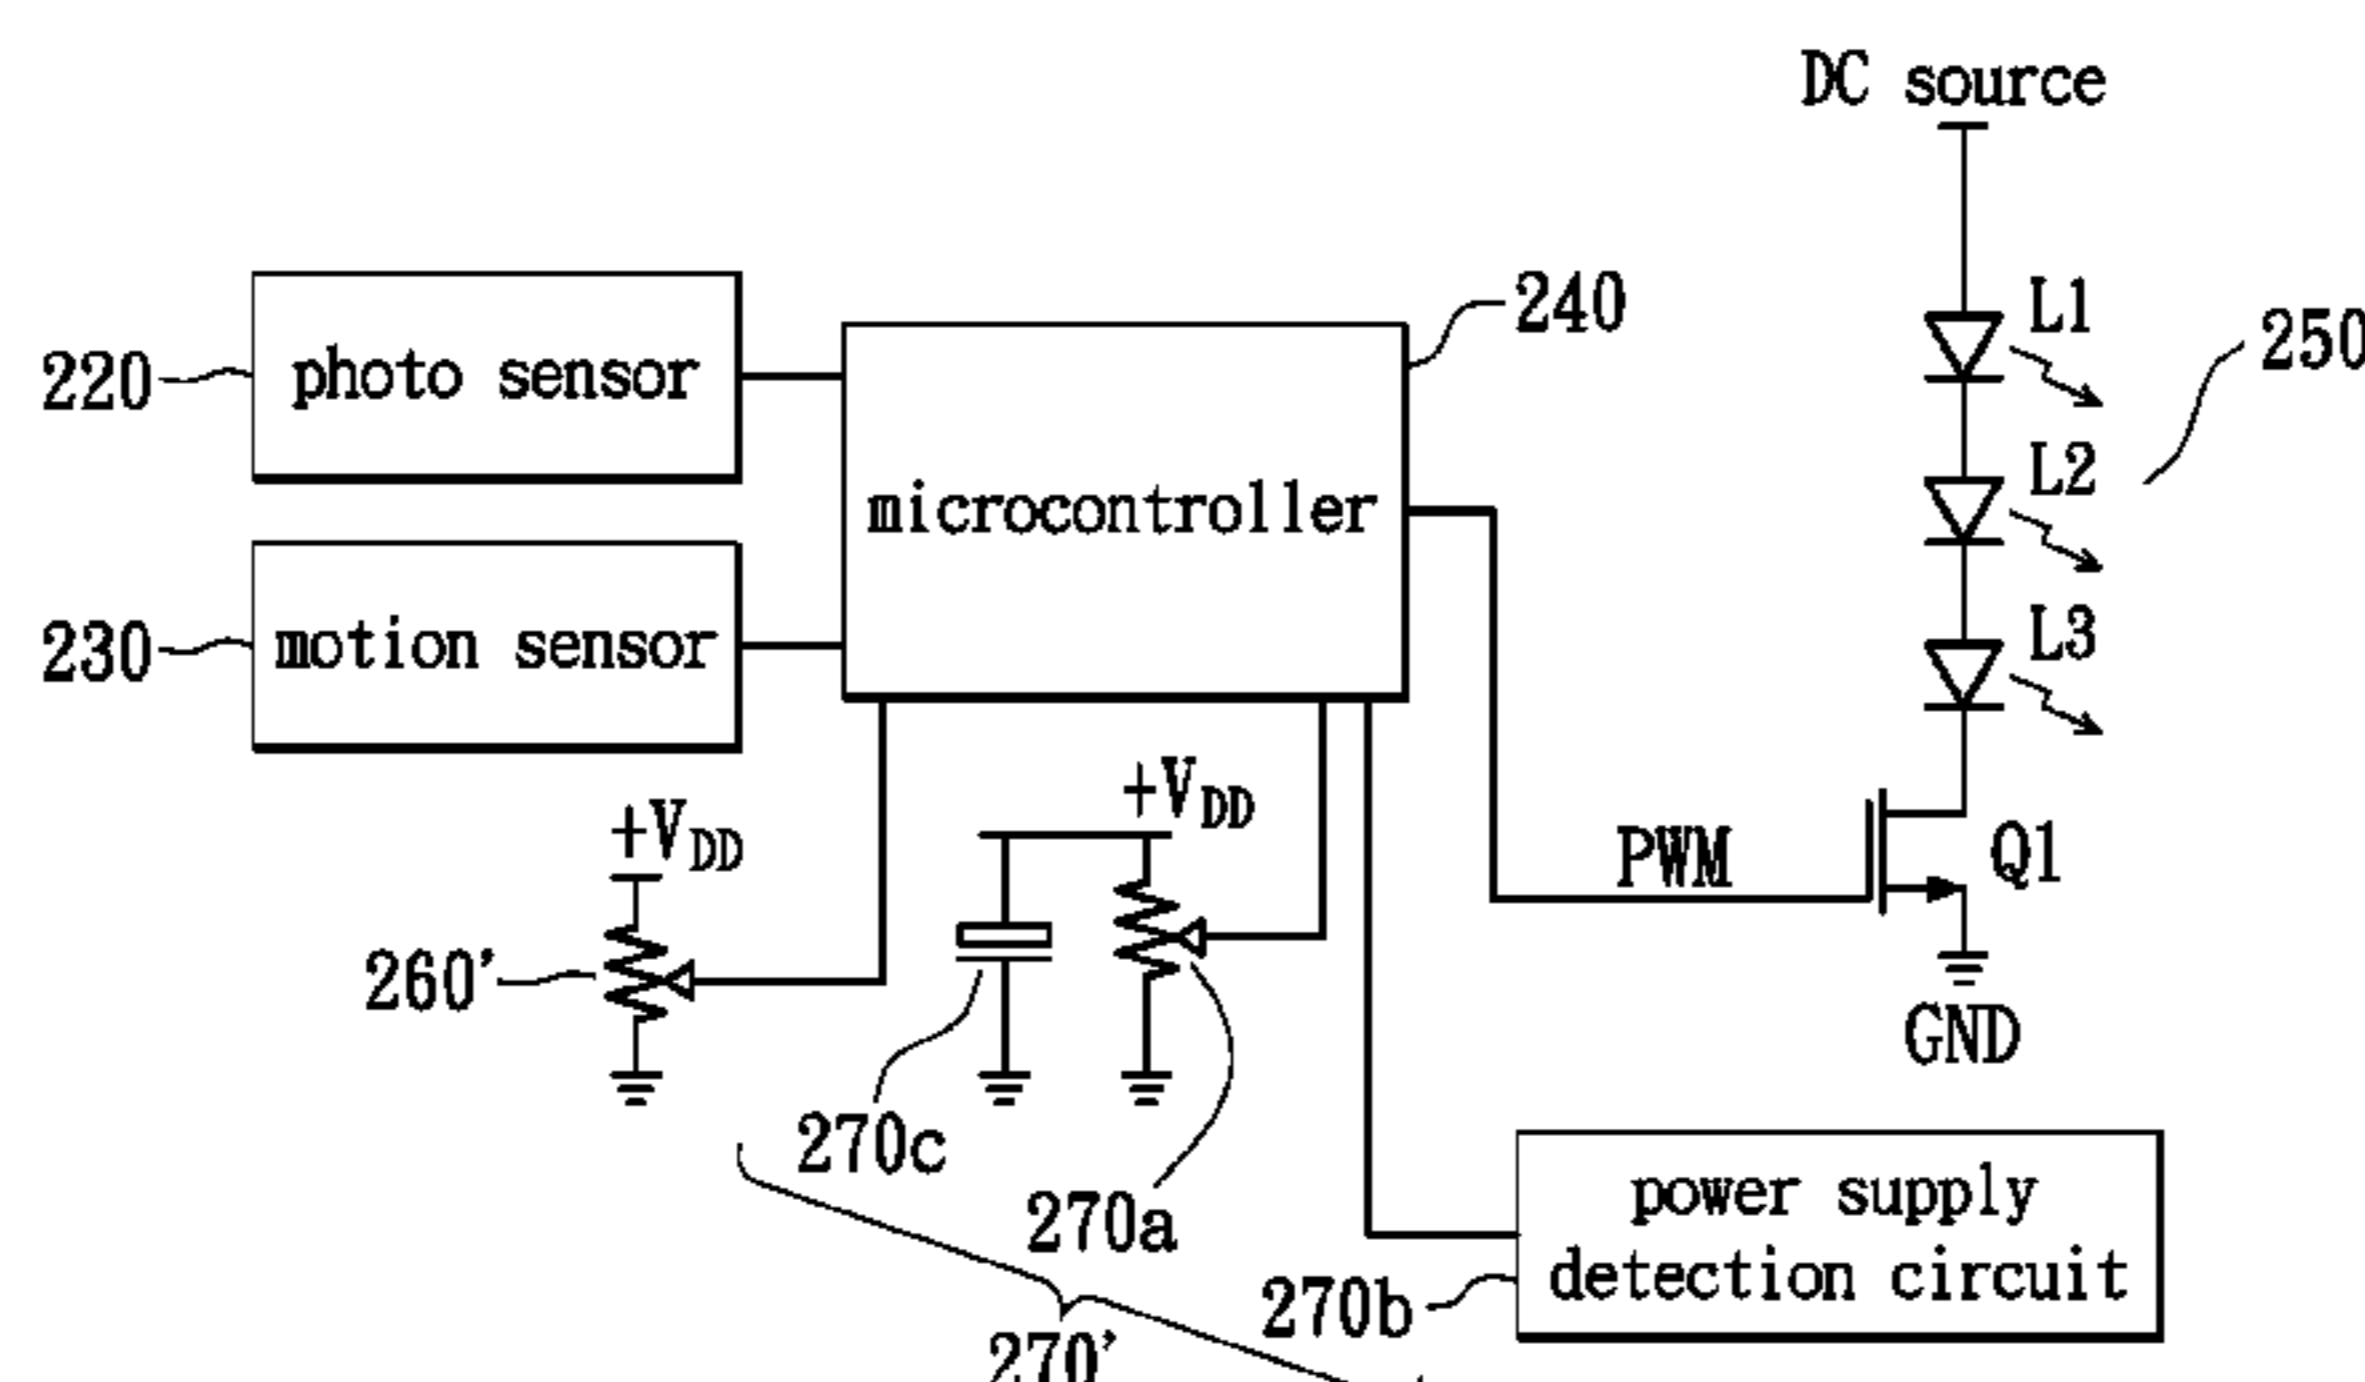 DC source
L1
240
250
220
photo sensor
L2
microcontroller
L3
230
motion sensor
+VDD
+VDD
PWM
Q1
260'
GND
270c
270a
power supply
detection circuit
270b
270'